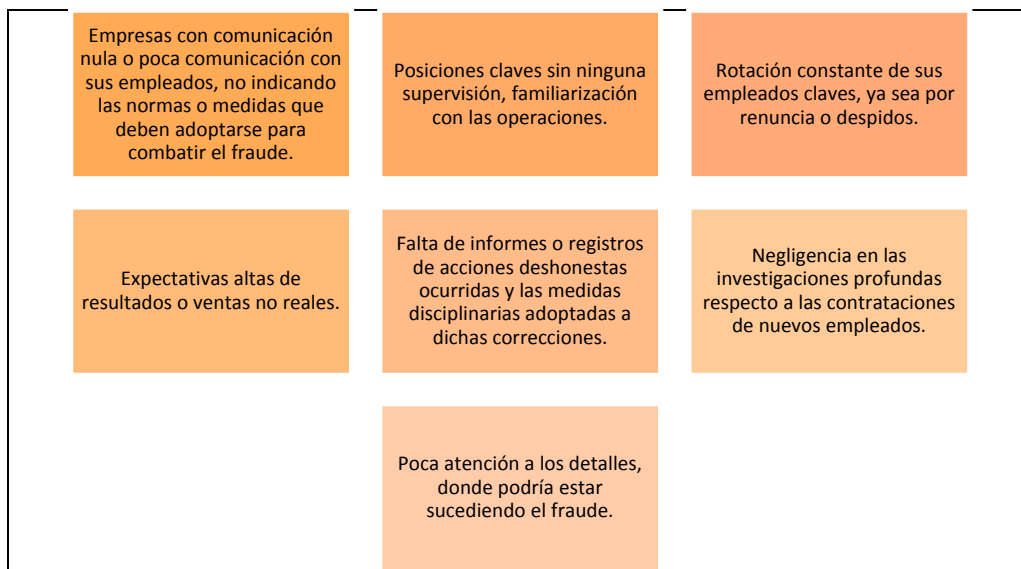 Empresas con comunicación
nula o poca comunicación con
sus empleados, no indicando
las normas o medidas que
deben adoptarse para
combatir el fraude.
Posiciones claves sin ninguna
supervisión, familiarización
con las operaciones.
Rotación constante de sus
empleados claves, ya sea por
renuncia o despidos.
Expectativas altas de
resultados o ventas no reales.
Falta de informes o registros
de acciones deshonestas
ocurridas y las medidas
disciplinarias adoptadas a
dichas correcciones.
Negligencia en las
investigaciones profundas
respecto a las contrataciones
de nuevos empleados.
Poca atención a los detalles,
donde podría estar
sucediendo el fraude.